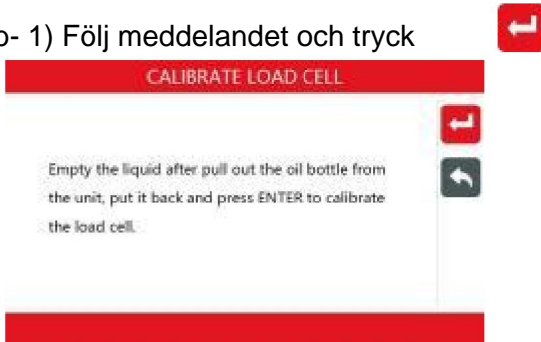 o- 1) Följ meddelandet och tryck
CALIBRATE LOAD CELL
Empty the liquid after pull out the oil bottle from
the unit, put it back and press ENTER to calibrate
the load cell.